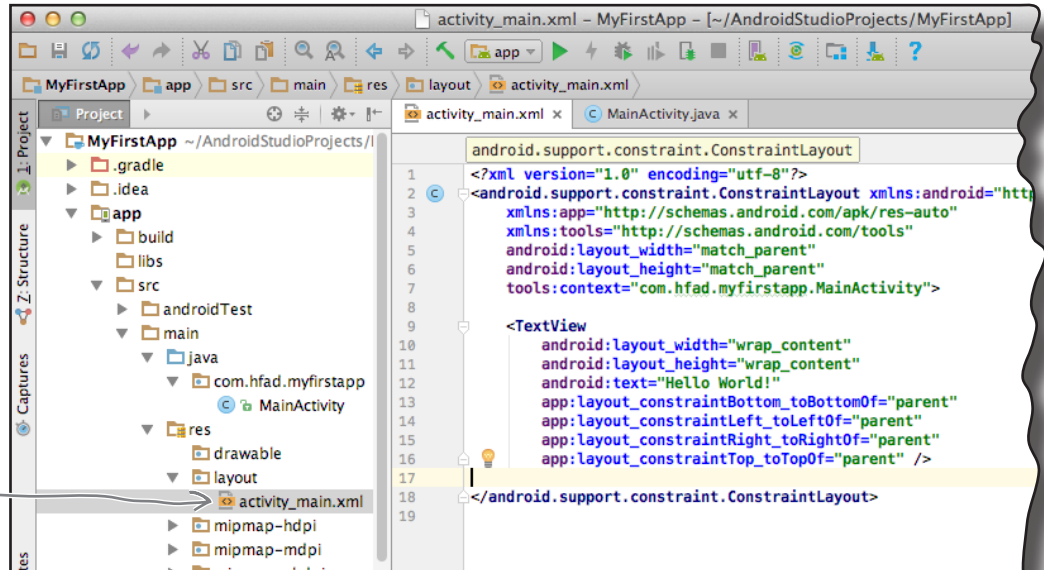 activity_main.xml – MyFirstApp – [~/AndroidStudioProjects/MyFirstApp]
app
?
MyFirstApp app src main res layout activity_main.xml
1: Project
Z: Structure
Captures
Project
MyFirstApp ~/AndroidStudioProjects/
.gradle
.idea
app
build
libs
src
androidTest
main
java
com.hfad.myfirstapp
C MainActivity
res
drawable
layout
activity_main.xml
mipmap-hdpi
mipmap-mdpi
activity_main.xml × C MainActivity.java ×
android.support.constraint.ConstraintLayout
1 <?xml version="1.0" encoding="utf-8"?>
2 C <android.support.constraint.ConstraintLayout xmlns:android="http
3 xmlns:app="http://schemas.android.com/apk/res-auto"
4 xmlns:tools="http://schemas.android.com/tools"
5 android:layout_width="match_parent"
6 android:layout_height="match_parent"
7 tools:context="com.hfad.myfirstapp.MainActivity">
8
9 <TextView
10 android:layout_width="wrap_content"
11 android:layout_height="wrap_content"
12 android:text="Hello World!"
13 app:layout_constraintBottom_toBottomOf="parent"
14 app:layout_constraintLeft_toLeftOf="parent"
15 app:layout_constraintRight_toRightOf="parent"
16 app:layout_constraintTop_toTopOf="parent" />
17
18 </android.support.constraint.ConstraintLayout>
19